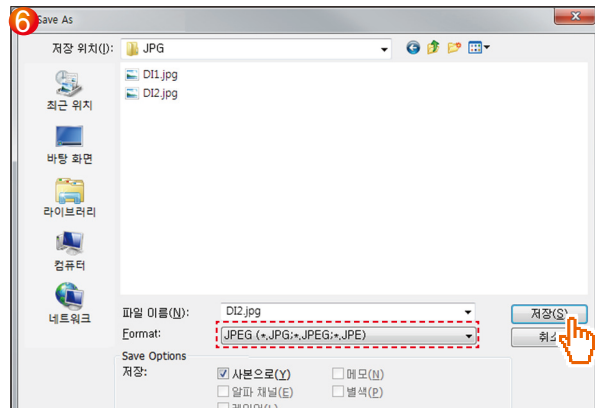 6
Save As
저장 위치(I):
JPG
DI1.jpg
DI2.jpg
최근 위치
바탕 화면
라이브러리
컴퓨터
네트워크
파일 이름(N):
DI2.jpg
저장(S)
Format:
JPEG (*.JPG;*.JPEG;*.JPE)
Save Options
저장:
사본으로(Y)
메모(N)
알파 채널(E)
별색(P)